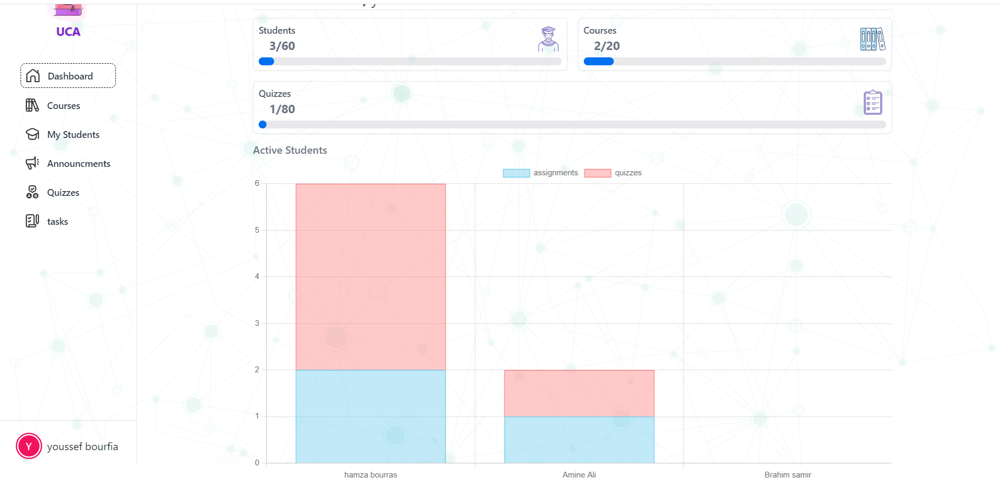 UCA
Dashboard
Courses
My Students
Announcments
Quizzes
tasks
Y
youssef bourfia
Students
3/60
Courses
2/20
Quizzes
1/80
Active Students
assignments quizzes
6
5
4
3
2
1
0
hamza bourras Amine Ali Brahim samir